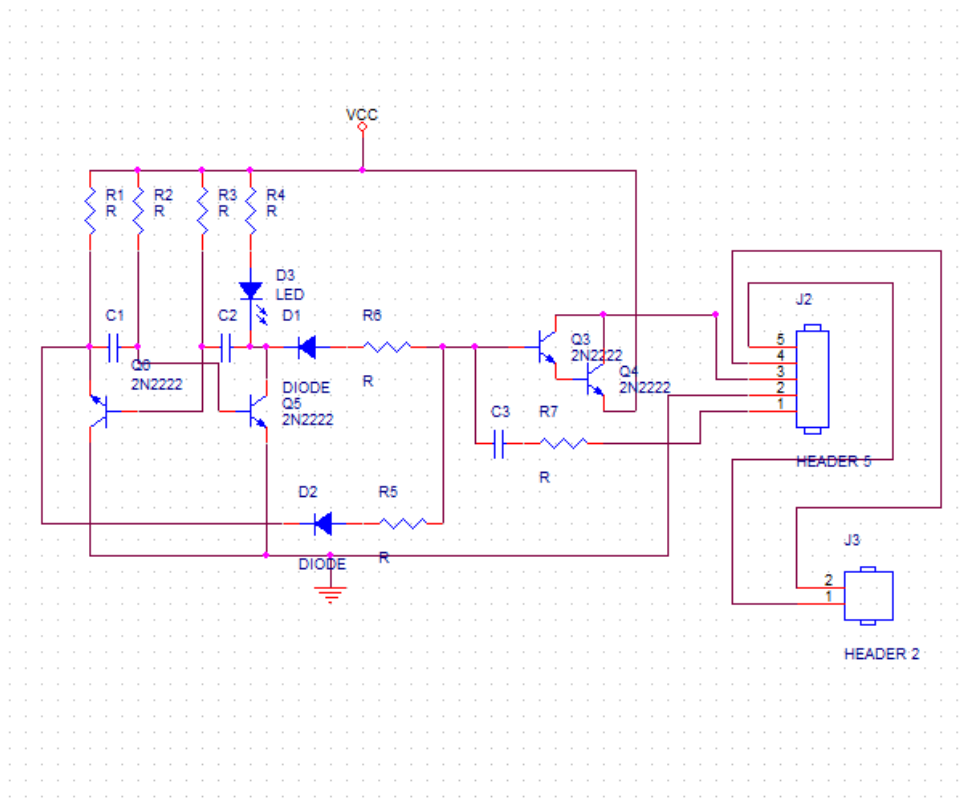 VCC
R1
R
R2
R
R3
R
R4
R
D3
LED
C1
C2
D1
R6
J2
Q3
2N2222
Q6
2N2222
Q4
2N2222
R
DIODE
Q5
2N2222
5
4
3
2
1
C3
R7
HEADER 5
R
D2
R5
DIODE
R
J3
2
1
HEADER 2